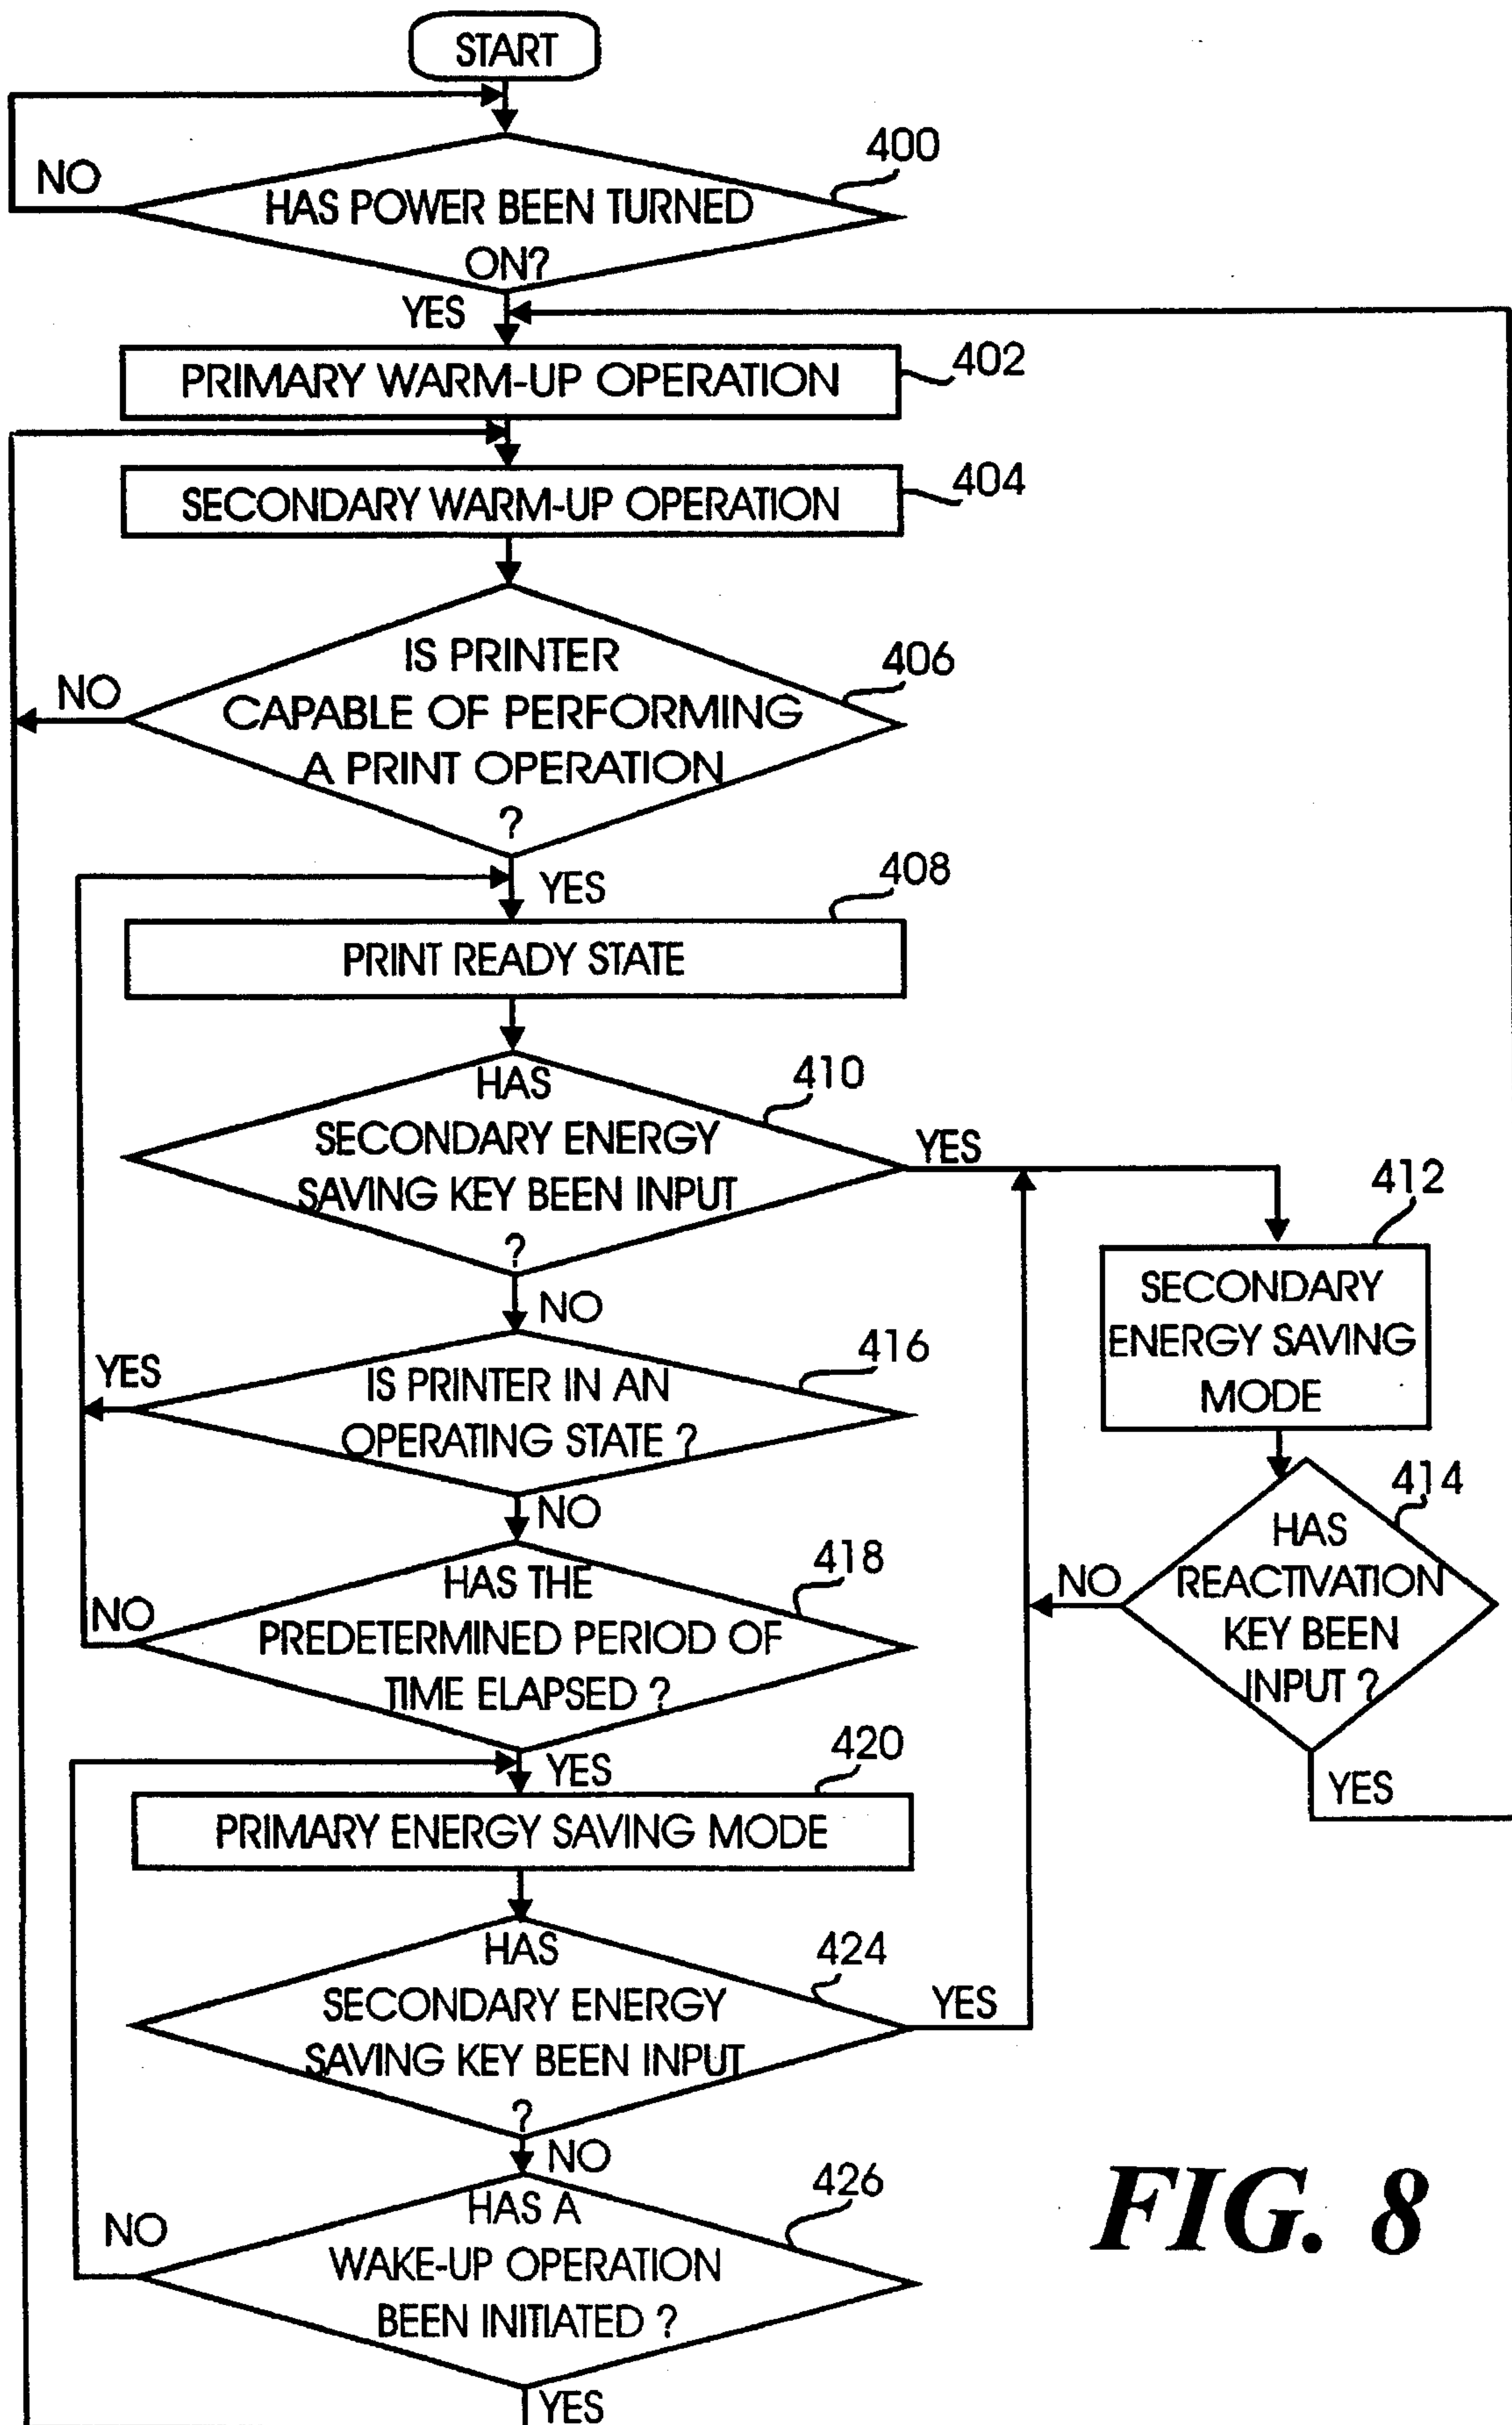 START
NO
400
HAS POWER BEEN TURNED
ON?
YES
PRIMARY WARM-UP OPERATION
402
SECONDARY WARM-UP OPERATION
404
IS PRINTER
CAPABLE OF PERFORMING
A PRINT OPERATION
?
406
NO
YES
408
PRINT READY STATE
HAS
SECONDARY ENERGY
SAVING KEY BEEN INPUT
?
410
YES
NO
412
SECONDARY
ENERGY SAVING
MODE
414
HAS
REACTIVATION
KEY BEEN
INPUT ?
NO
YES
416
IS PRINTER IN AN
OPERATING STATE ?
YES
NO
418
HAS THE
PREDETERMINED PERIOD OF
TIME ELAPSED ?
NO
YES
420
PRIMARY ENERGY SAVING MODE
HAS
SECONDARY ENERGY
SAVING KEY BEEN INPUT
?
424
YES
NO
426
HAS A
WAKE-UP OPERATION
BEEN INITIATED ?
NO
YES
FIG. 8